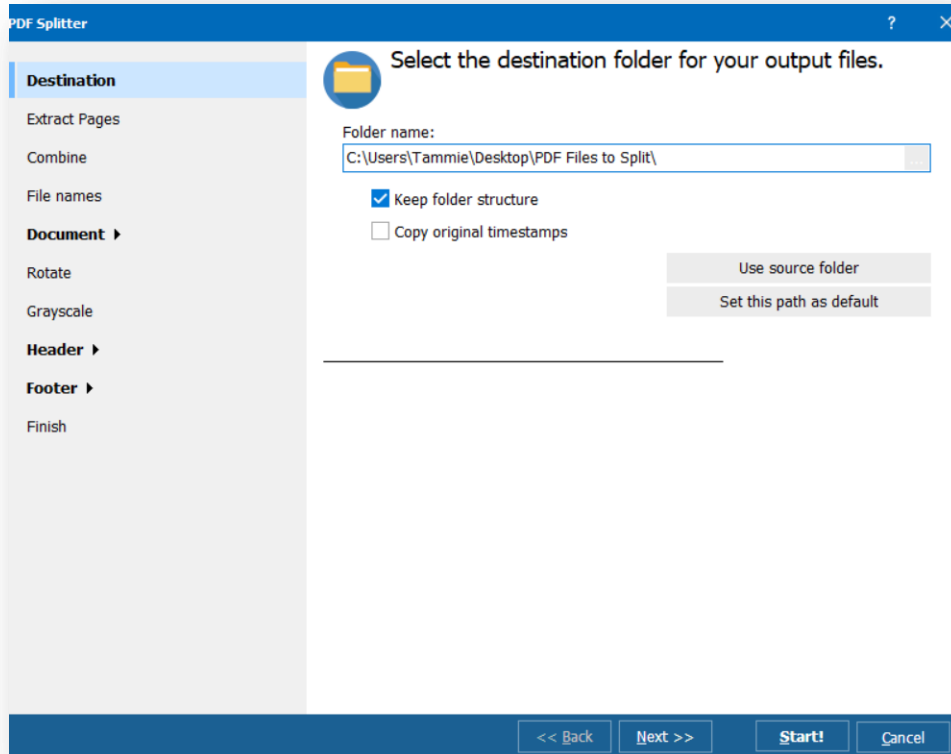 PDF Splitter ?
Destination
Extract Pages
Combine
File names
Document
Rotate
Grayscale
Header
Footer
Finish
Select the destination folder for your output files.
Folder name:
C:\Users\Tammie\Desktop\PDF Files to Split\
...
Keep folder structure
Copy original timestamps
Use source folder
Set this path as default
<< Back Next >> Start! Cancel